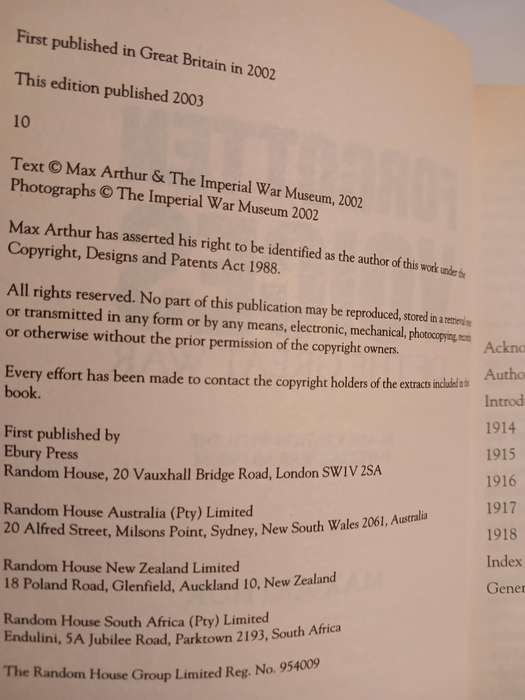 First published in Great Britain in 2002
This edition published 2003
10
Text © Max Arthur & The Imperial War Museum, 2002
Photographs © The Imperial War Museum 2002
Max Arthur has asserted his right to be identified as the author of this work under the
Copyright, Designs and Patents Act 1988.
All rights reserved. No part of this publication may be reproduced, stored in a retrieval
or transmitted in any form or by any means, electronic, mechanical, photocopying,
or otherwise without the prior permission of the copyright owners.
Every effort has been made to contact the copyright holders of the extracts included in this
book.
First published by
Ebury Press
Random House, 20 Vauxhall Bridge Road, London SW1V 2SA
Random House Australia (Pty) Limited
20 Alfred Street, Milsons Point, Sydney, New South Wales 2061, Australia
Random House New Zealand Limited
18 Poland Road, Glenfield, Auckland 10, New Zealand
Random House South Africa (Pty) Limited
Endulini, 5A Jubilee Road, Parktown 2193, South Africa
The Random House Group Limited Reg. No. 954009
Ackno
Autho
Introd
1914
1915
1916
1917
1918
Index
Gener